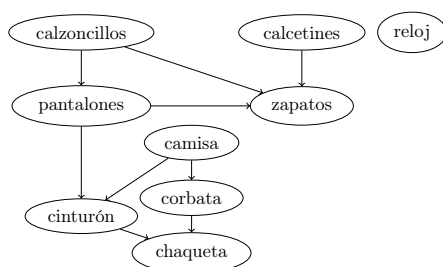 calzoncillos
calcetines
reloj
pantalones
zapatos
camisa
corbata
cinturón
chaqueta